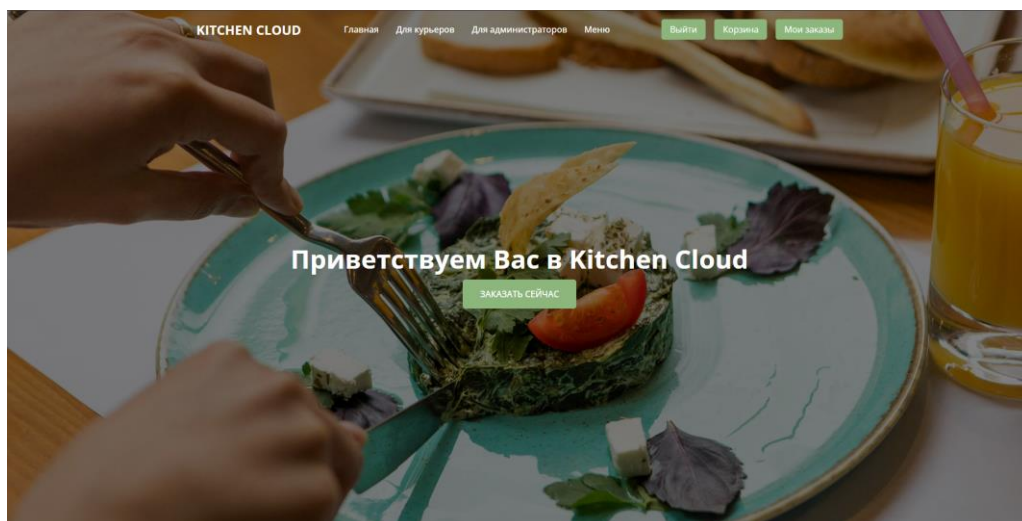 KITCHEN CLOUD Главная Для курьеров Для администраторов Меню Выйти Корзина Мои заказы
Приветствуем Вас в Kitchen Cloud
ЗАКАЗАТЬ СЕЙЧАС